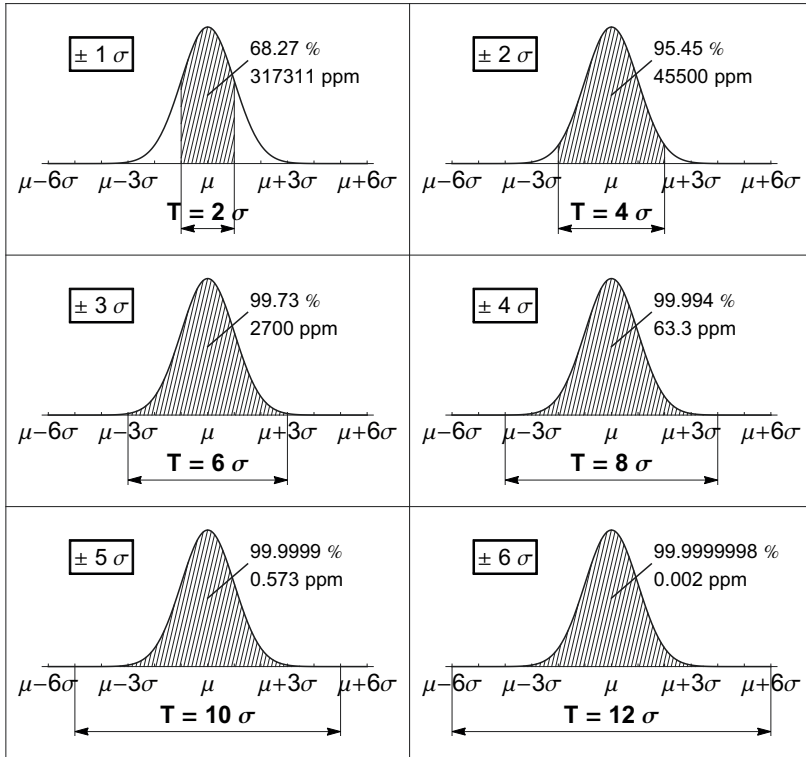 ± 1 σ
68.27 %
317311 ppm
μ−6σ μ−3σ μ μ+3σ μ+6σ
T = 2 σ
± 2 σ
95.45 %
45500 ppm
μ−6σ μ−3σ μ μ+3σ μ+6σ
T = 4 σ
± 3 σ
99.73 %
2700 ppm
μ−6σ μ−3σ μ μ+3σ μ+6σ
T = 6 σ
± 4 σ
99.994 %
63.3 ppm
μ−6σ μ−3σ μ μ+3σ μ+6σ
T = 8 σ
± 5 σ
99.9999 %
0.573 ppm
μ−6σ μ−3σ μ μ+3σ μ+6σ
T = 10 σ
± 6 σ
99.9999998 %
0.002 ppm
μ−6σ μ−3σ μ μ+3σ μ+6σ
T = 12 σ